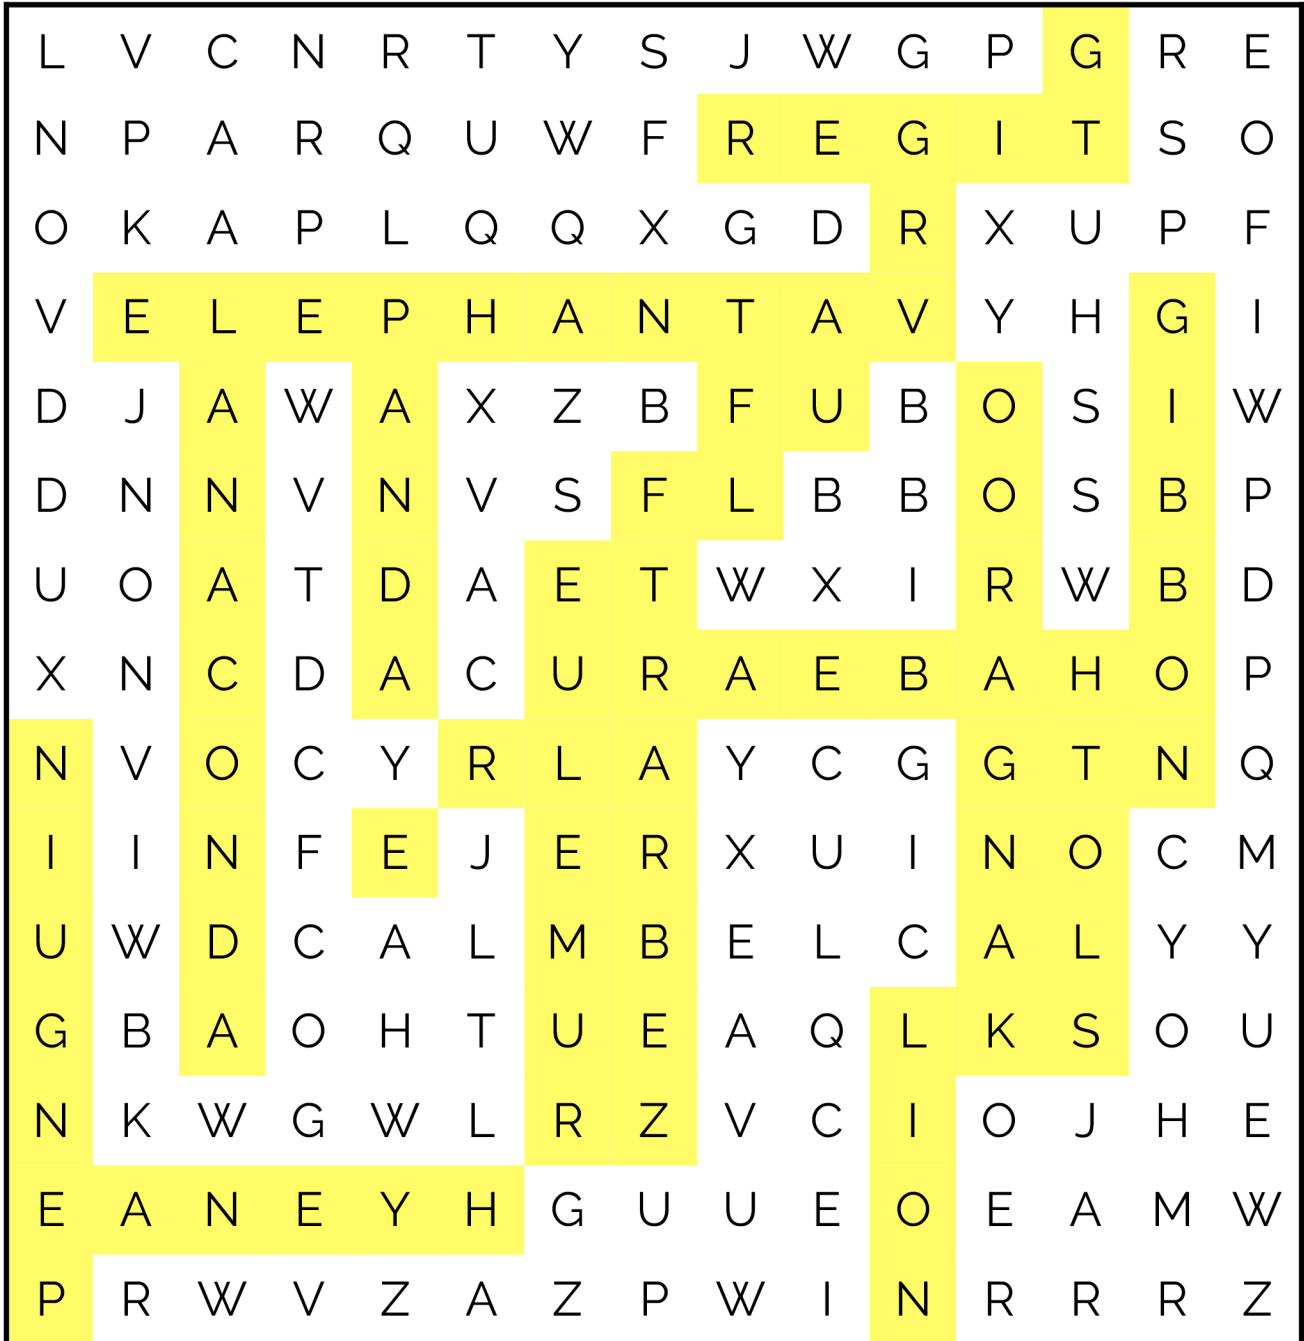 L V C N R T Y S J W G P G R E
N P A R Q U W F R E G I T S O
O K A P L Q Q X G D R X U P F
V E L E P H A N T A V Y H G I
D J A W A X Z B F U B O S I W
D N N V N V S F L B B O S B P
U O A T D A E T W X I R W B D
X N C D A C U R A E B A H O P
N V O C Y R L A Y C G G T N Q
I I N F E J E R X U I N O C M
U W D C A L M B E L C A L Y Y
G B A O H T U E A Q L K S O U
N K W G W L R Z V C I O J H E
E A N E Y H G U U E O E A M W
P R W V Z A Z P W I N R R R Z